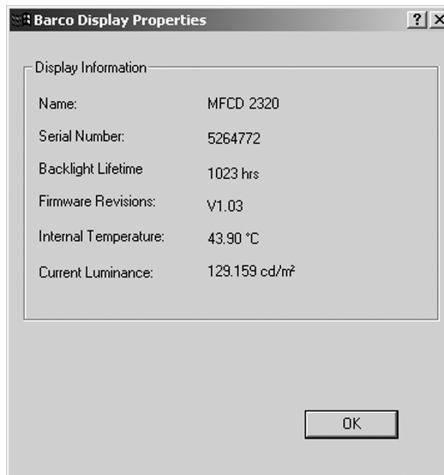 Barco Display Properties
Display Information
Name: MFCD 2320
Serial Number: 5264772
Backlight Lifetime 1023 hrs
Firmware Revisions: V1.03
Internal Temperature: 43.90 °C
Current Luminance: 129.159 cd/m²
OK